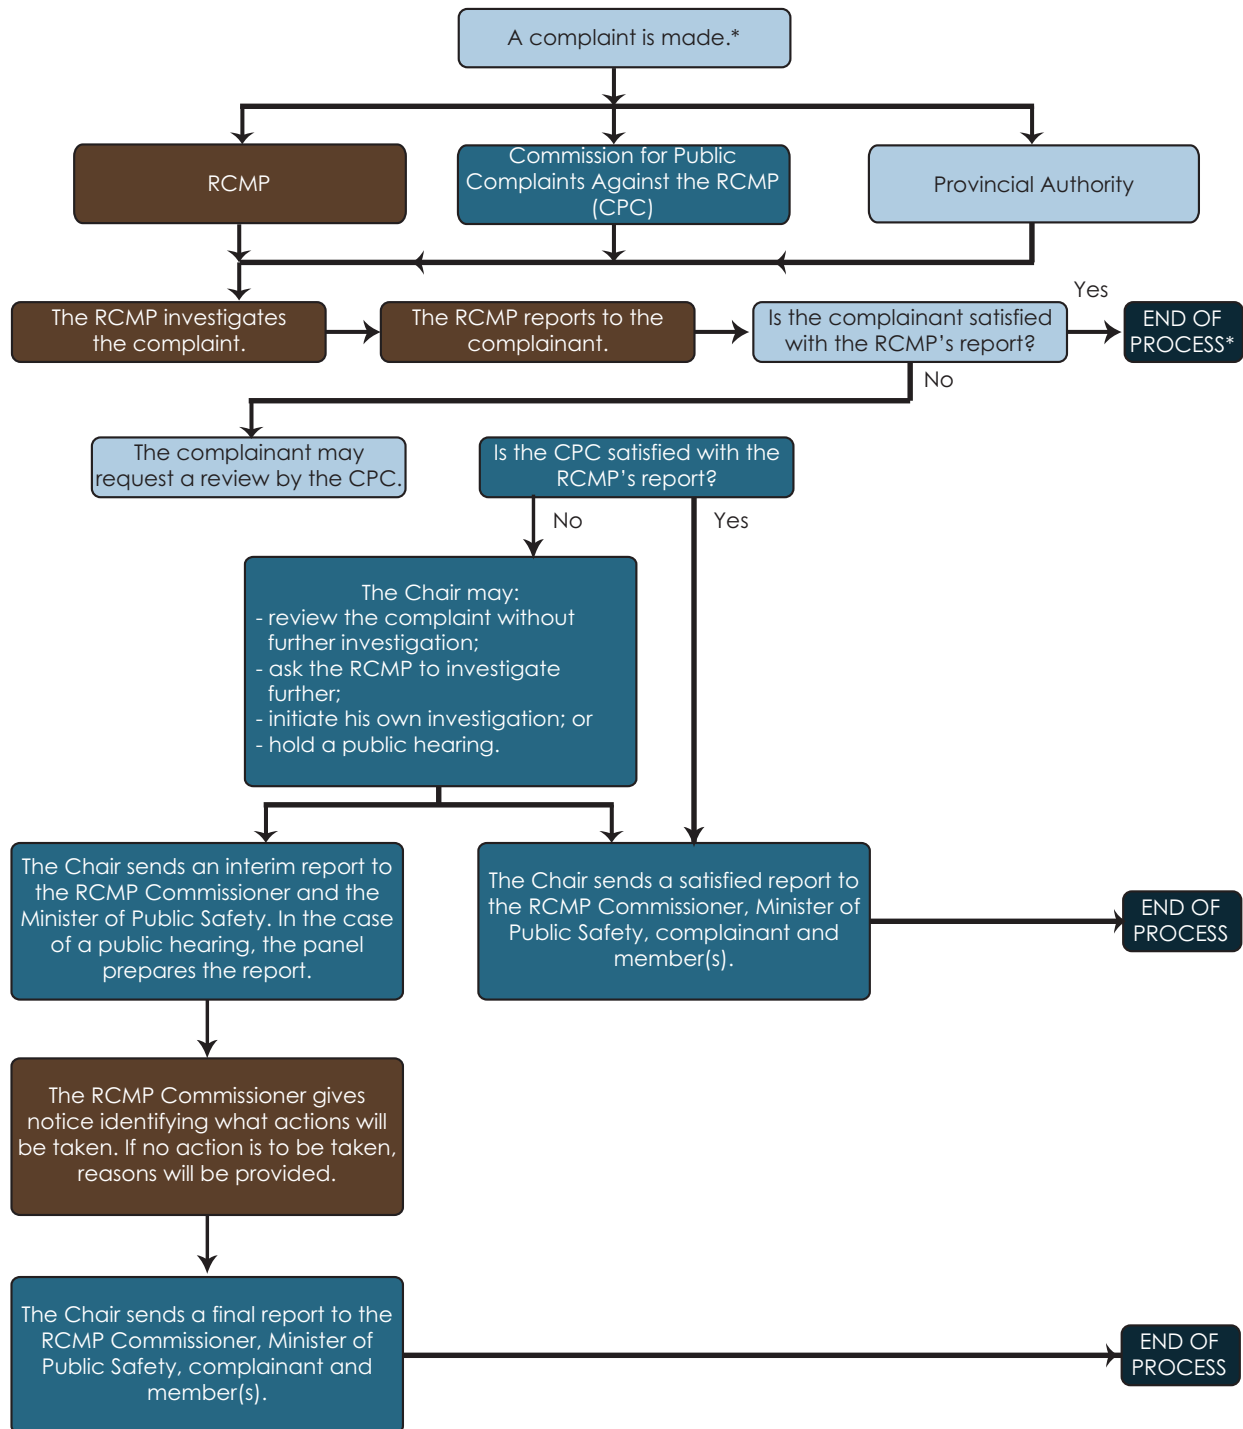 A complaint is made.*
RCMP
Commission for Public
Complaints Against the RCMP
(CPC)
Provincial Authority
The RCMP investigates
the complaint.
The RCMP reports to the
complainant.
Is the complainant satisfied
with the RCMP's report?
Yes
END OF
PROCESS*
No
The complainant may
request a review by the CPC.
Is the CPC satisfied with the
RCMP's report?
No
Yes
The Chair may:
- review the complaint without
further investigation;
- ask the RCMP to investigate
further;
- initiate his own investigation; or
- hold a public hearing.
The Chair sends an interim report to
the RCMP Commissioner and the
Minister of Public Safety. In the case
of a public hearing, the panel
prepares the report.
The Chair sends a satisfied report to
the RCMP Commissioner, Minister of
Public Safety, complainant and
member(s).
END OF
PROCESS
The RCMP Commissioner gives
notice identifying what actions will
be taken. If no action is to be taken,
reasons will be provided.
The Chair sends a final report to the
RCMP Commissioner, Minister of
Public Safety, complainant and
member(s).
END OF
PROCESS